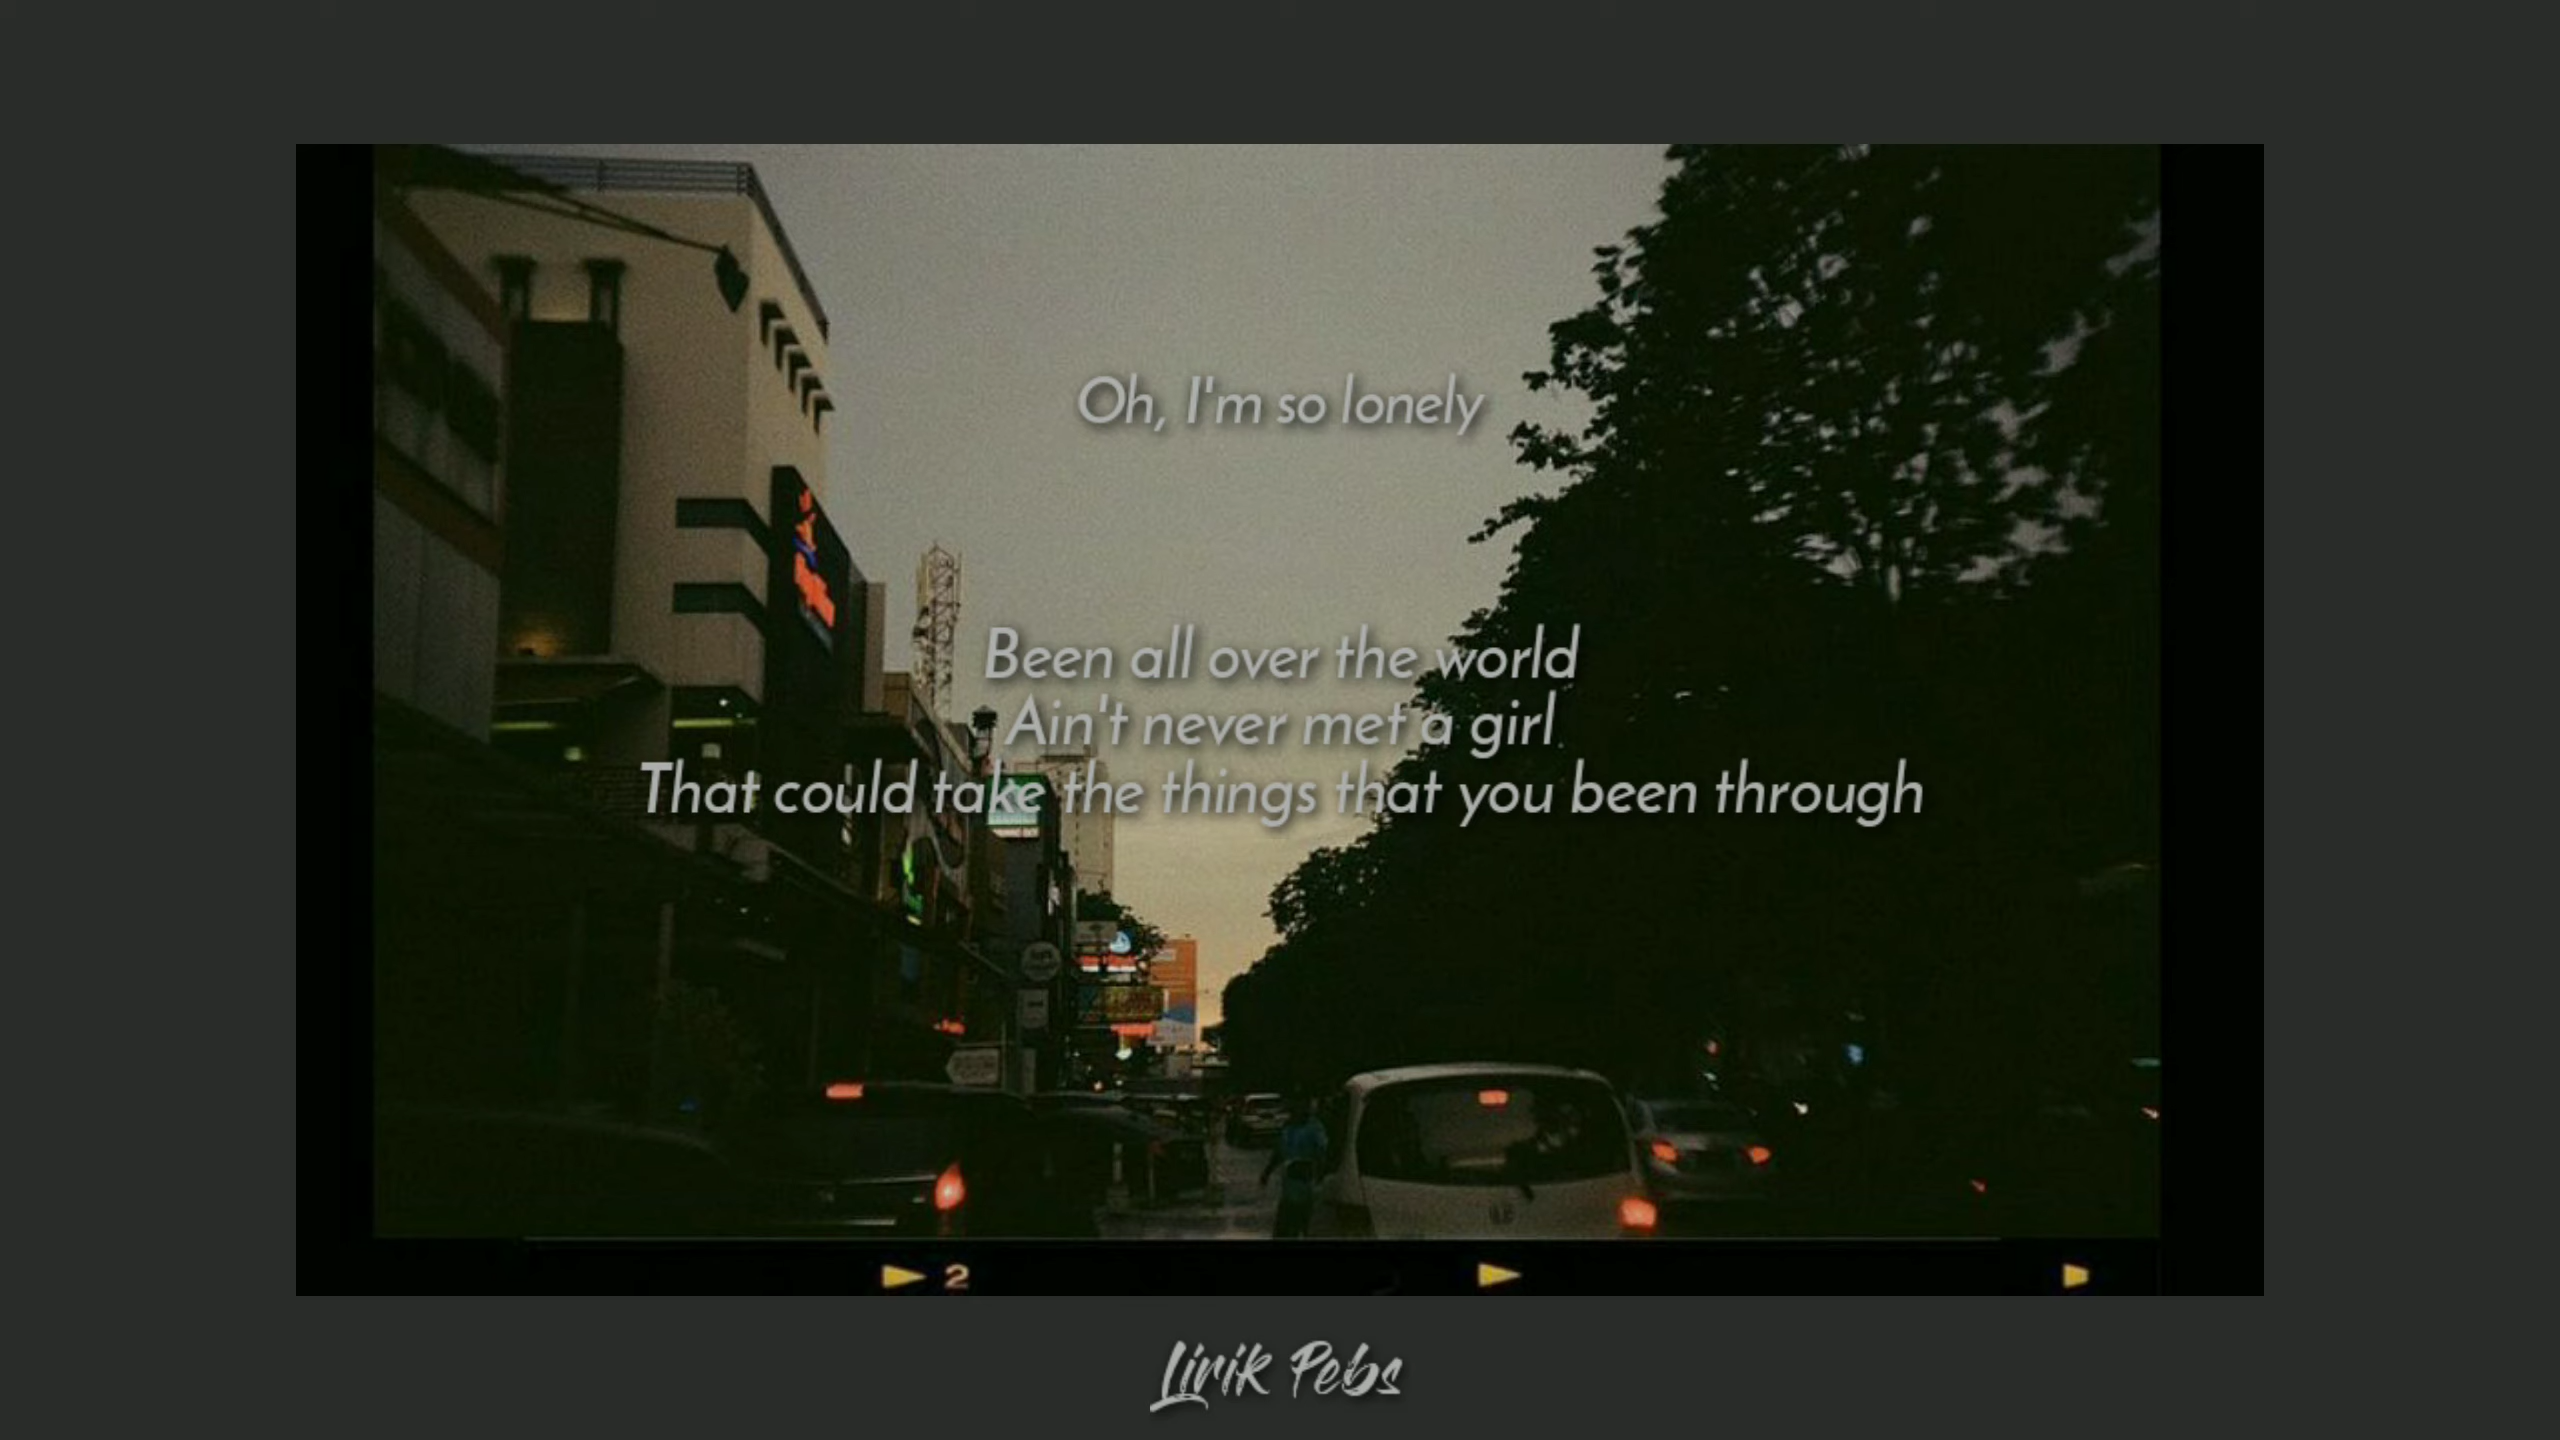 Oh, I'm so lonely
Been all over the world
Ain't never met a girl
That could take the things that you been through
2
Lirik Pebs